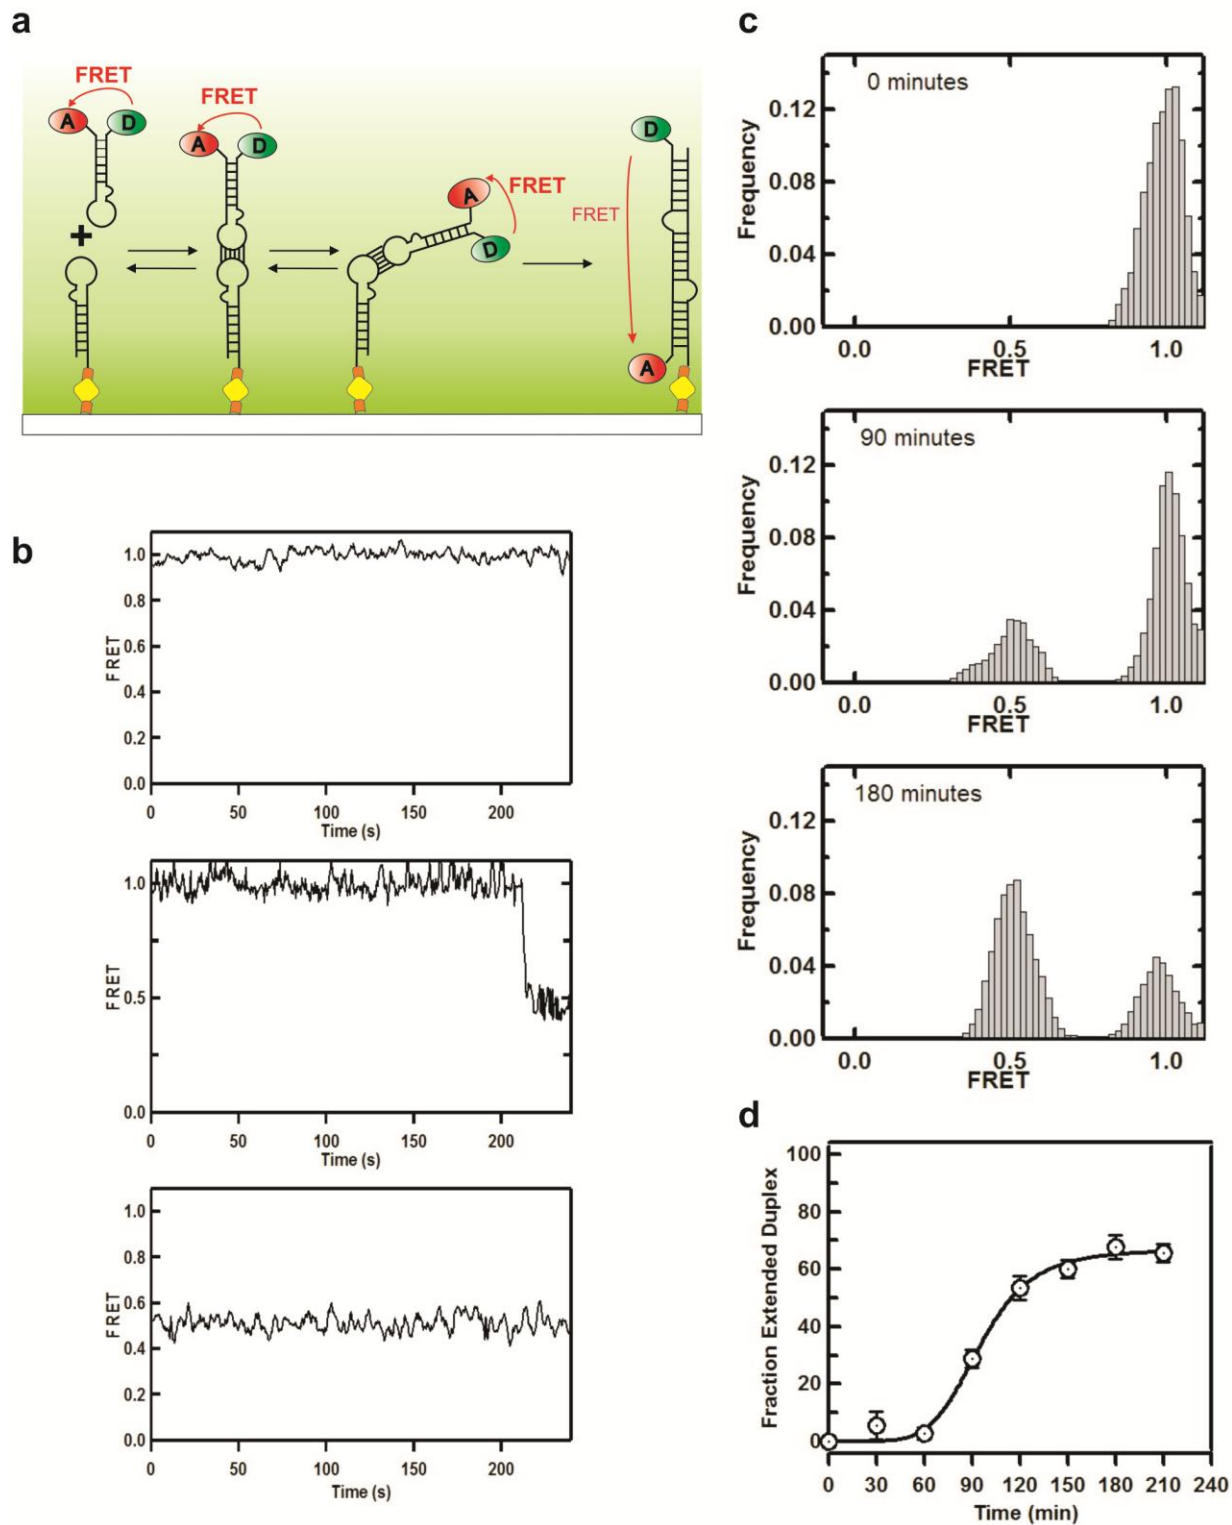 a
FRET
A
D
+
FRET
A
D
FRET
A
D
D
FRET
A
b
1.0
0.8
0.6
0.4
0.2
0.0
FRET
0 50 100 150 200
Time (s)
1.0
0.5
0.0
FRET
0 50 100 150 200
Time (s)
1.0
0.8
0.6
0.4
0.2
0.0
FRET
0 50 100 150 200
Time (s)
c
0 minutes
0.12
0.08
0.04
0.00
Frequency
0.0 0.5 1.0
FRET
90 minutes
0.12
0.08
0.04
0.00
Frequency
0.0 0.5 1.0
FRET
180 minutes
0.12
0.08
0.04
0.00
Frequency
0.0 0.5 1.0
FRET
d
100
80
60
40
20
0
Fraction Extended Duplex
0 30 60 90 120 150 180 210 240
Time (min)